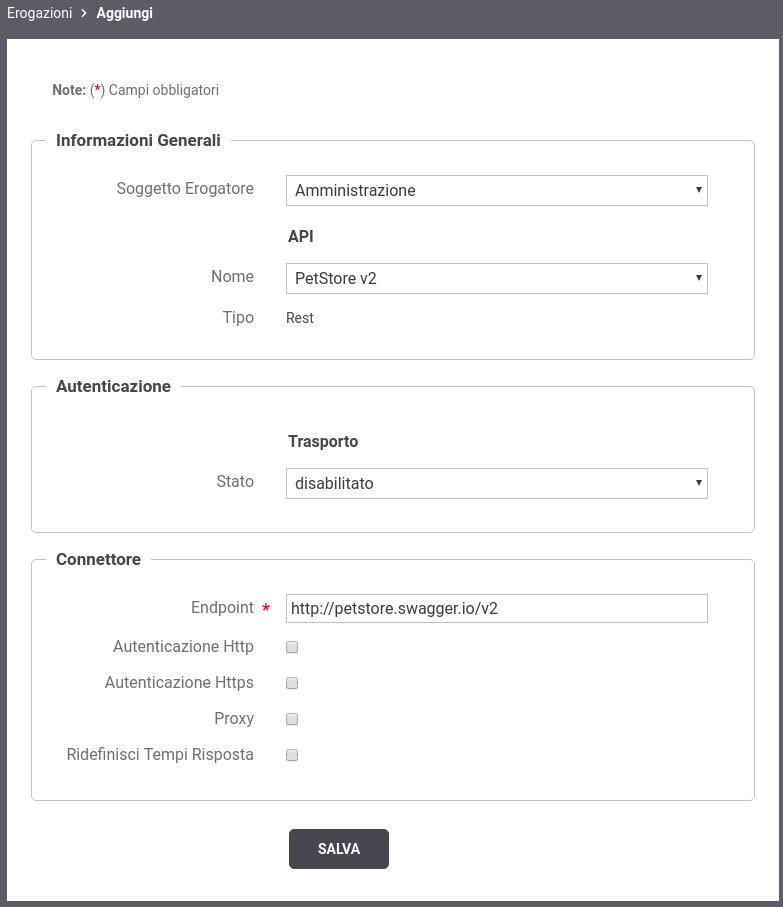 Erogazioni > Aggiungi
Note: (*) Campi obbligatori
Informazioni Generali
Soggetto Erogatore Amministrazione
API
Nome PetStore v2
Tipo Rest
Autenticazione
Trasporto
Stato disabilitato
Connettore
Endpoint * http://petstore.swagger.io/v2
Autenticazione Http
Autenticazione Https
Proxy
Ridefinisci Tempi Risposta
SALVA